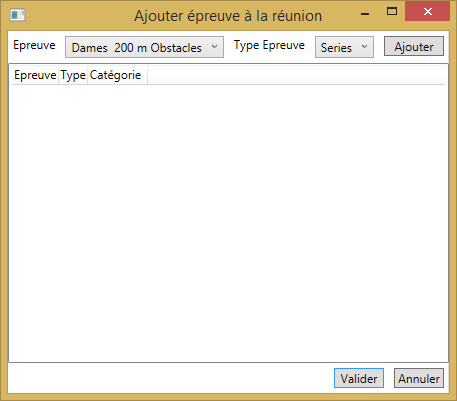 Ajouter épreuve à la réunion
Epreuve Dames 200 m Obstacles Type Epreuve Series Ajouter
Epreuve Type Catégorie
Valider Annuler